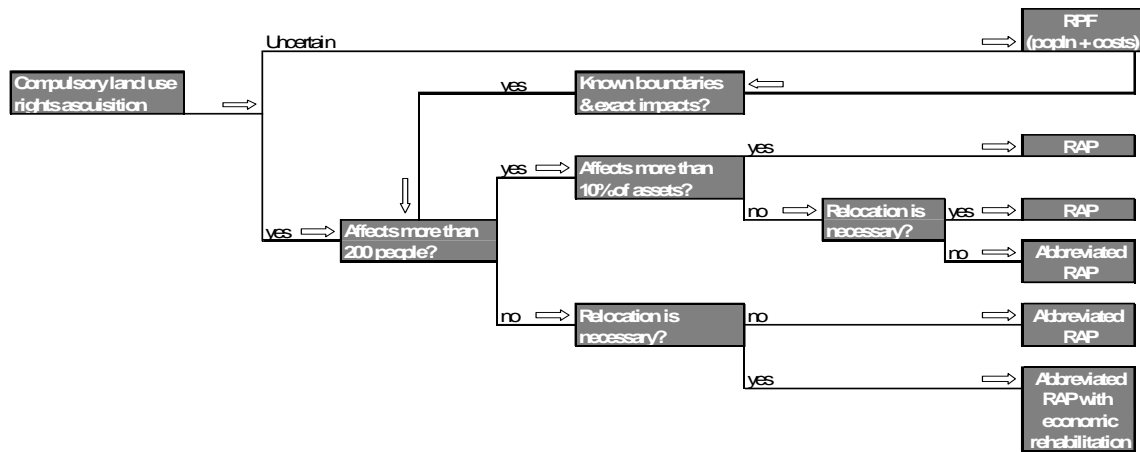 Uncertain
RPF
(popln + costs)
Compulsory land use
rights ascuisition
yes
Known boundaries
& exact impacts?
yes
Affects more than
10% of assets?
yes
RAP
no
Relocation is
necessary?
yes
RAP
no
Abbreviated
RAP
yes
Affects more than
200 people?
no
Relocation is
necessary?
no
Abbreviated
RAP
yes
Abbreviated
RAP with
economic
rehabilitation